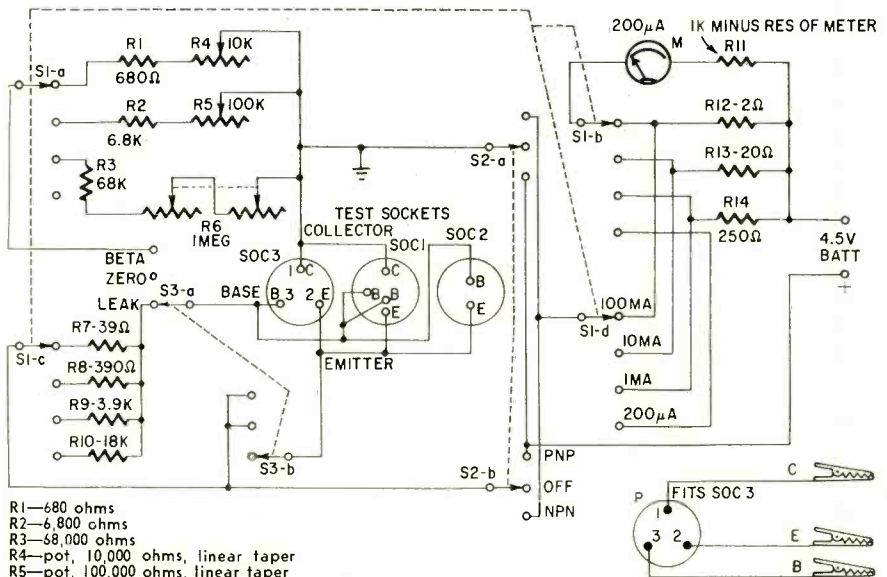 200µA
M
1K MINUS RES OF METER
R11
R1
680Ω
R4
10K
S1-a
R2
6.8K
R5
100K
R3
68K
R6
1MEG
S2-a
S1-b
R12-2Ω
R13-20Ω
R14
250Ω
4.5V
BATT
+
TEST SOCKETS
COLLECTOR
SOC3
SOC1
SOC2
1 C
C
B
BETA
ZERO
LEAK
S3-a
BASE
B 3
2 E
B
B
E
E
EMITTER
S1-c
R7-39Ω
R8-390Ω
R9-3.9K
R10-18K
S3-b
S1-d
100MA
10MA
1MA
200µA
S2-b
PNP
OFF
NPN
P
FITS SOC 3
1
3
2
C
E
B
R1—680 ohms
R2—6,800 ohms
R3—68,000 ohms
R4—pot, 10,000 ohms, linear taper
R5—pot, 100,000 ohms, linear taper